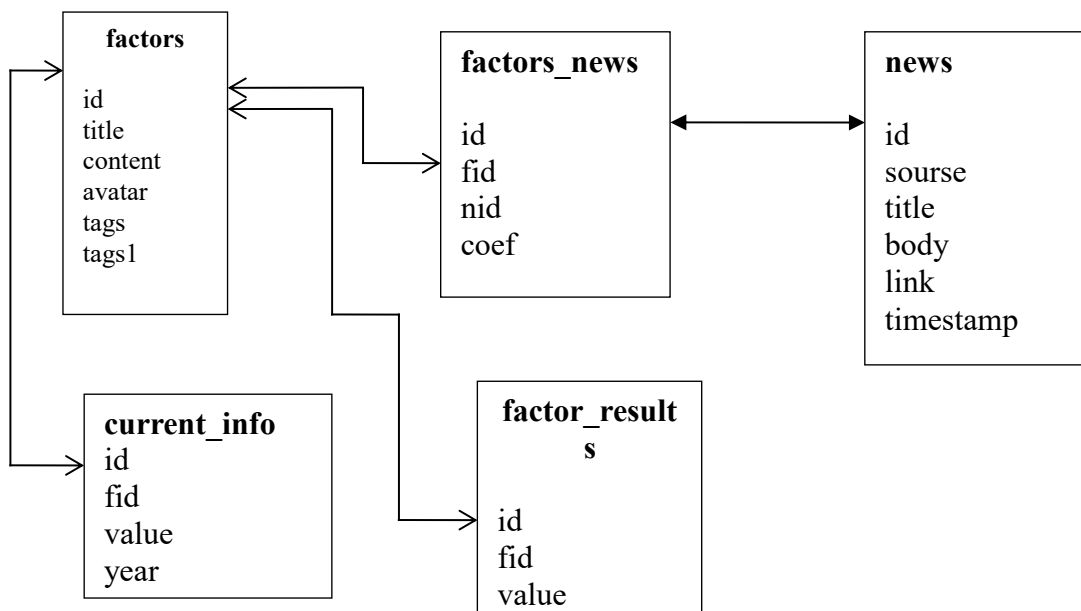 factors
id
title
content
avatar
tags
tags1
factors_news
id
fid
nid
coef
news
id
sourse
title
body
link
timestamp
current_info
id
fid
value
year
factor_result
s
id
fid
value